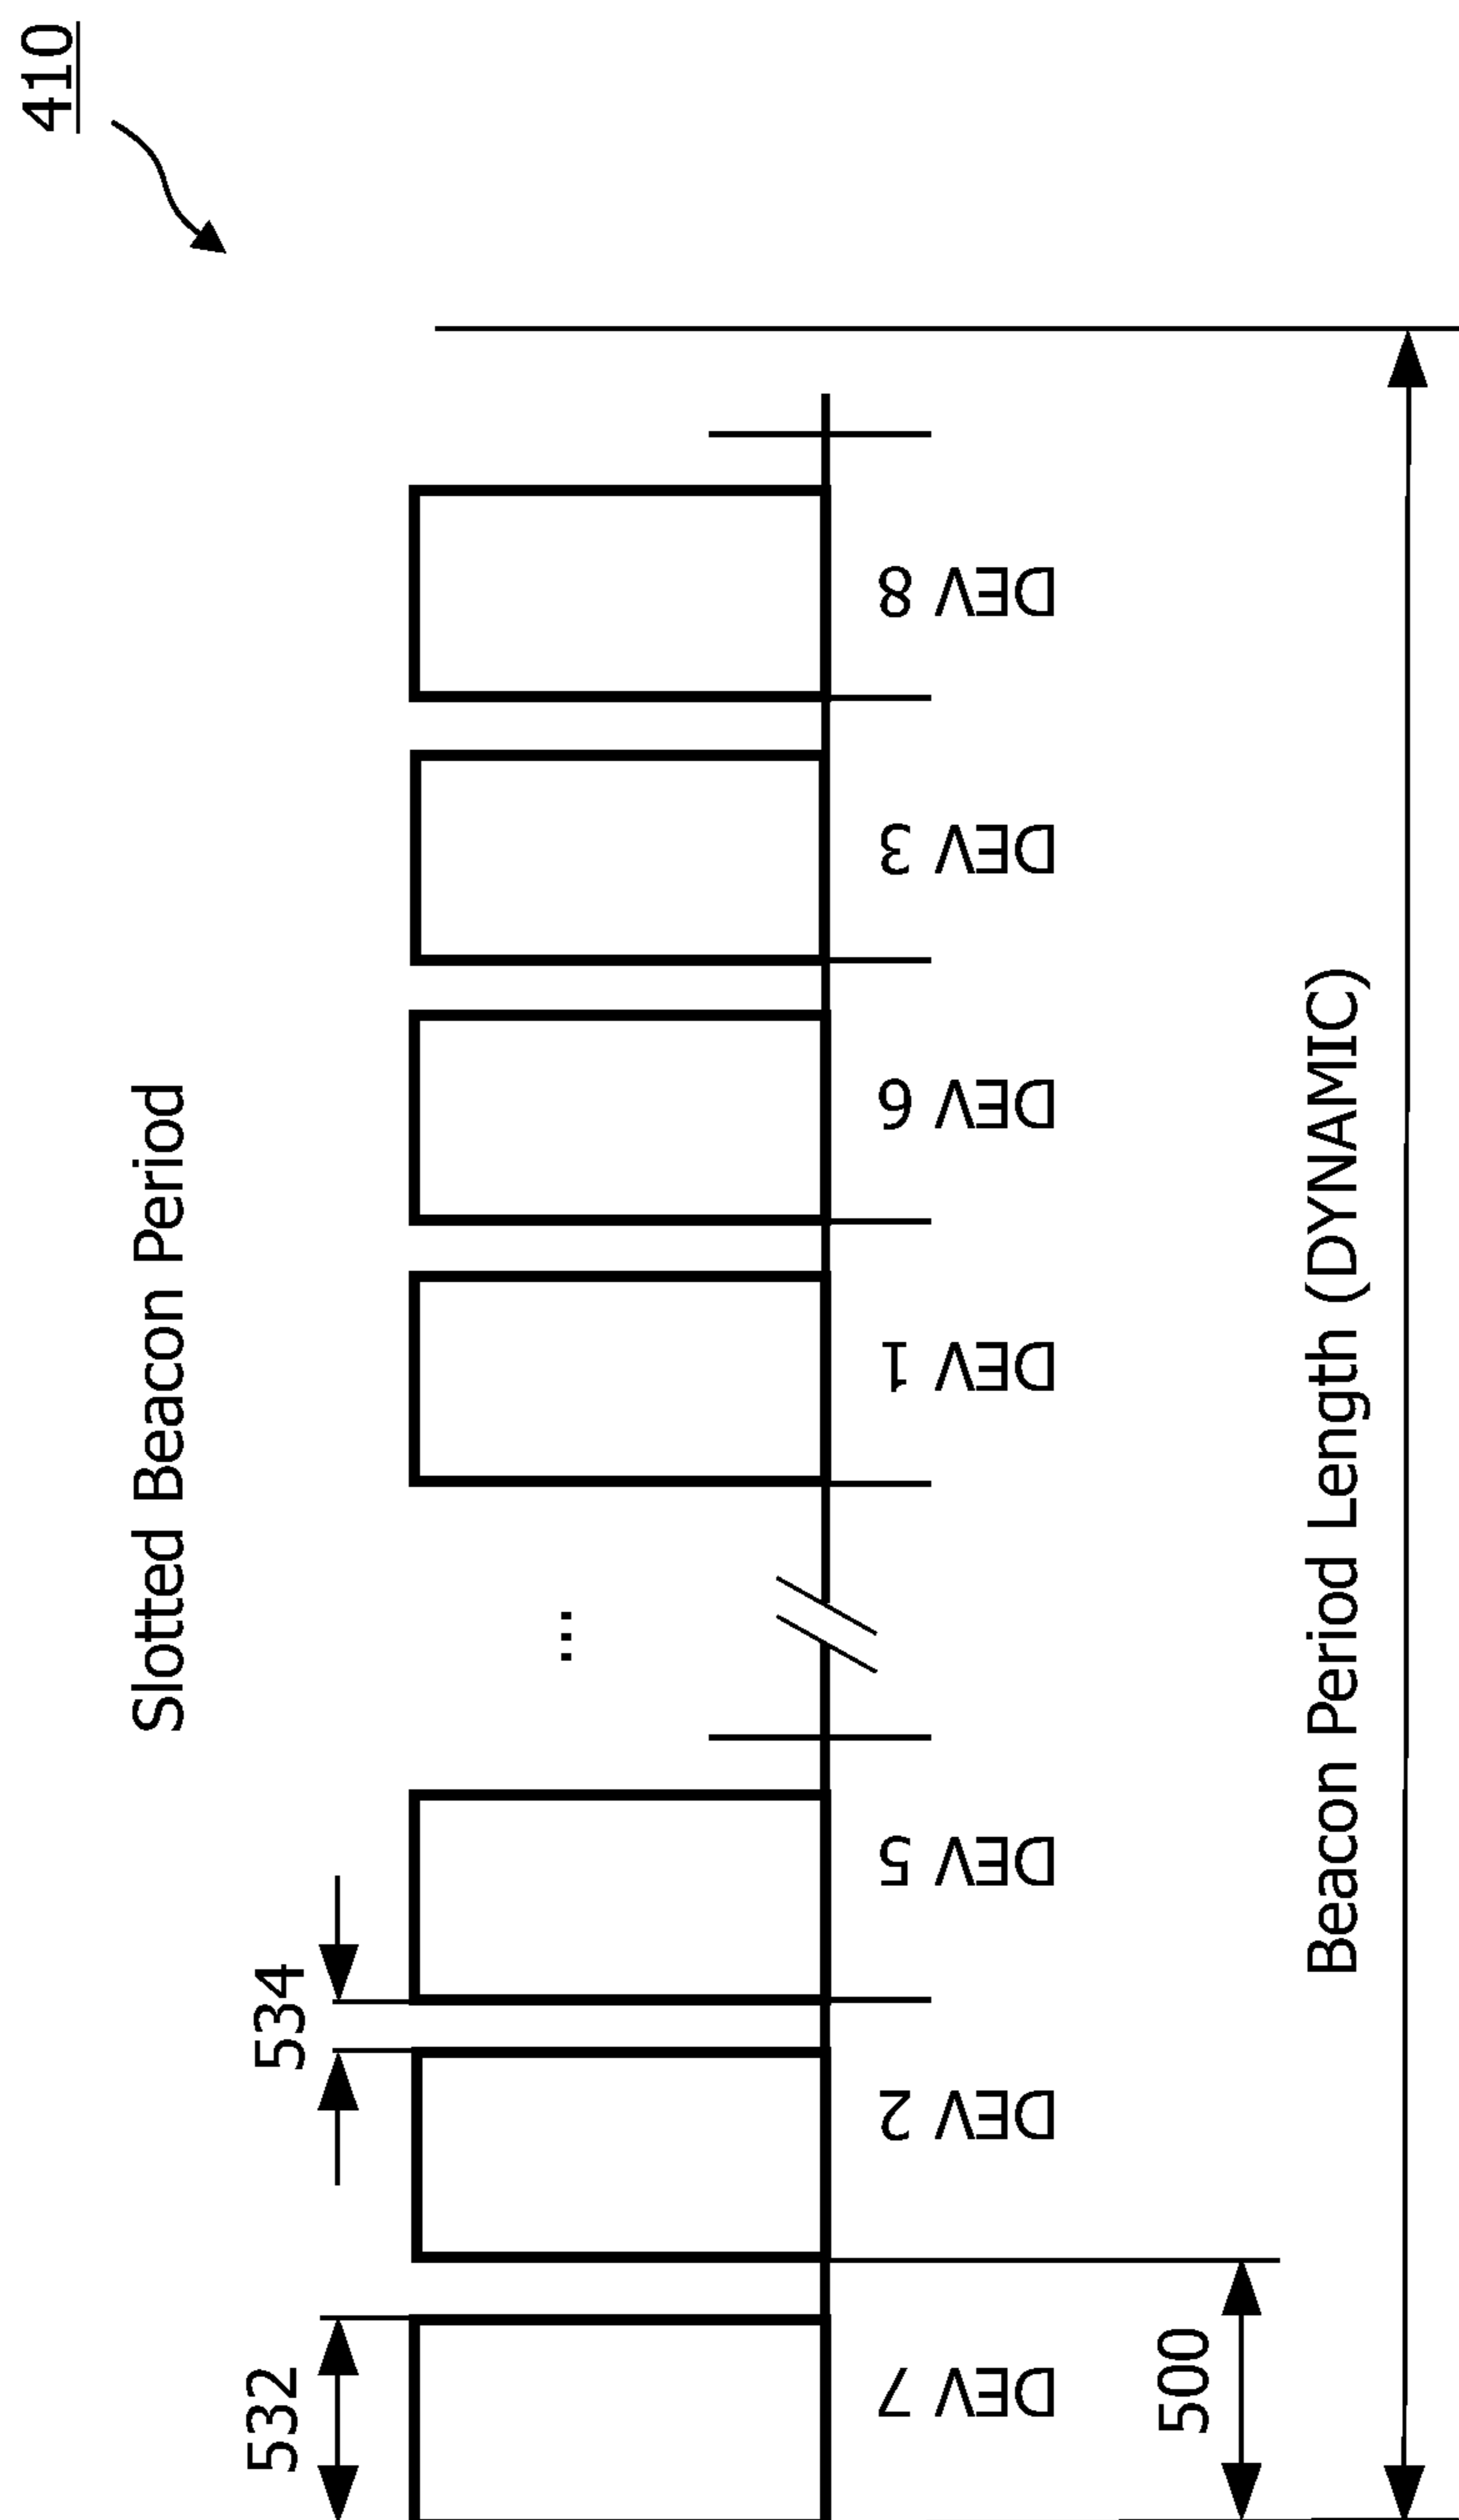 410
Slotted Beacon Period
532
534
DEV 7
DEV 2
DEV 5
...
DEV 1
DEV 6
DEV 3
DEV 8
500
Beacon Period Length (DYNAMIC)